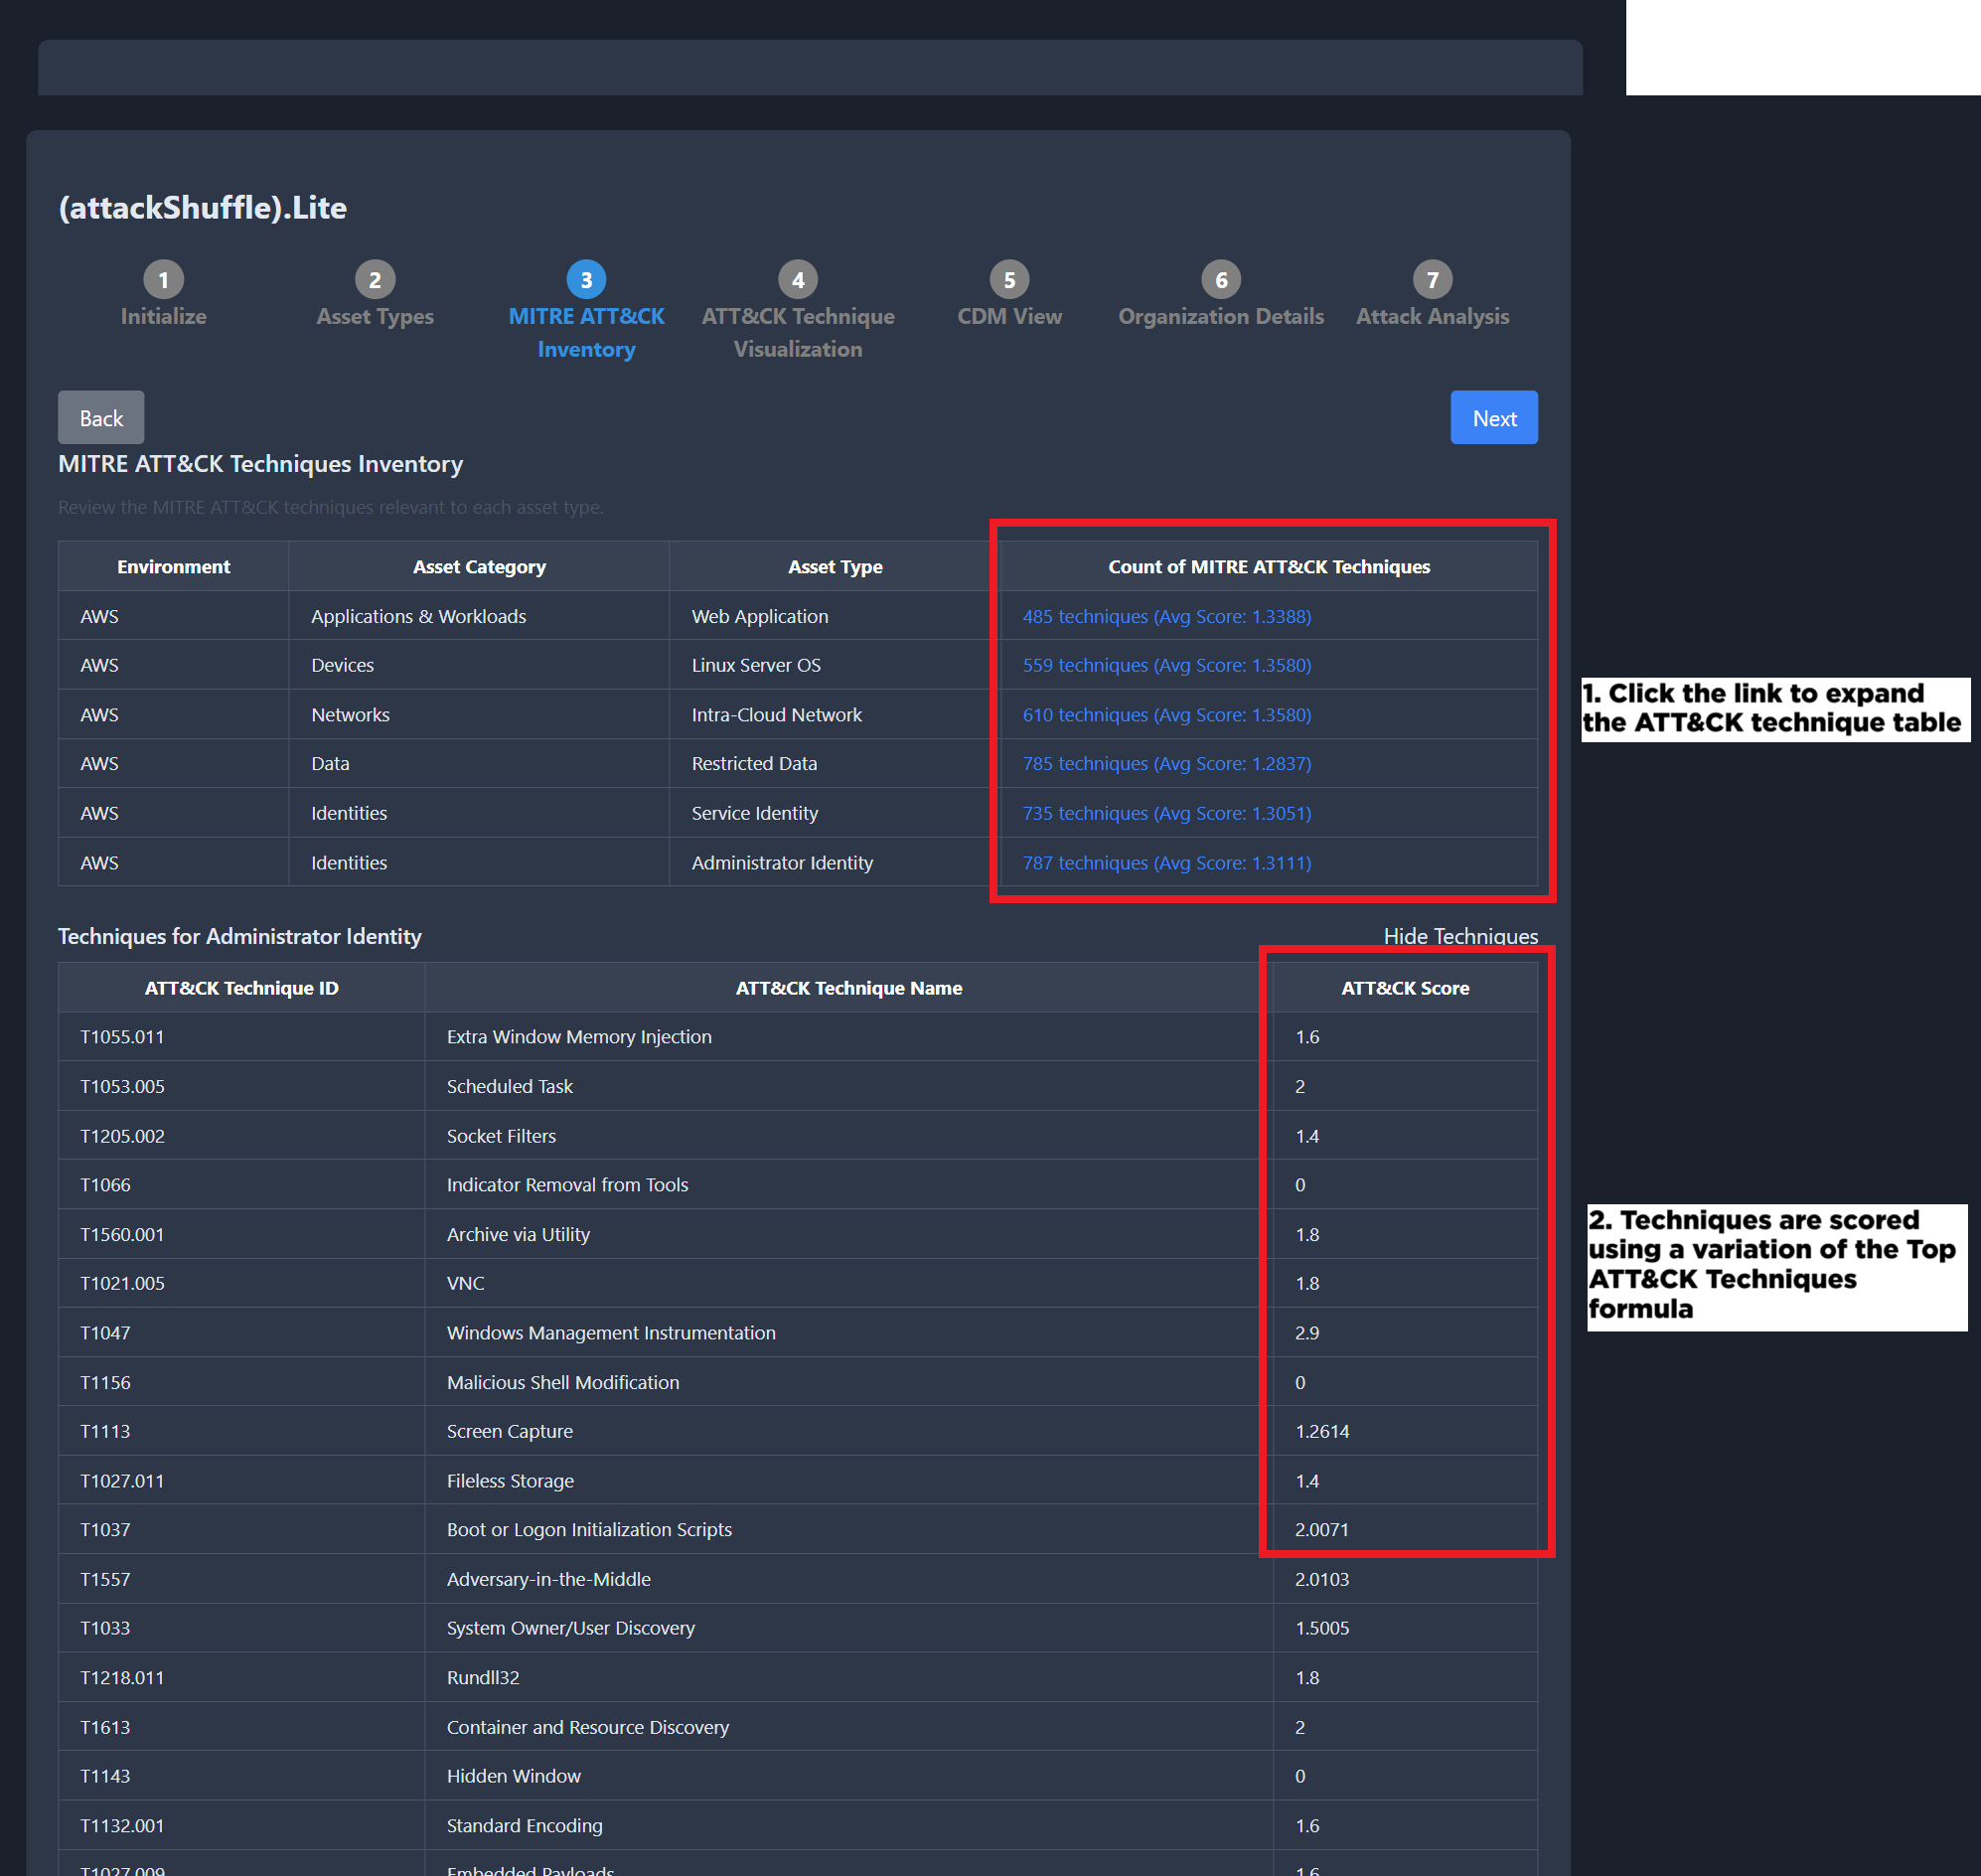 (attackShuffle).Lite
1 2 3 4 5 6 7
Initialize Asset Types MITRE ATT&CK ATT&CK Technique CDM View Organization Details Attack Analysis
Inventory Visualization
Back Next
MITRE ATT&CK Techniques Inventory
Review the MITRE ATT&CK techniques relevant to each asset type.
Environment Asset Category Asset Type Count of MITRE ATT&CK Techniques
AWS Applications & Workloads Web Application 485 techniques (Avg Score: 1.3388)
AWS Devices Linux Server OS 559 techniques (Avg Score: 1.3580)
AWS Networks Intra-Cloud Network 610 techniques (Avg Score: 1.3580)
AWS Data Restricted Data 785 techniques (Avg Score: 1.2837)
AWS Identities Service Identity 735 techniques (Avg Score: 1.3051)
AWS Identities Administrator Identity 787 techniques (Avg Score: 1.3111)
1. Click the link to expand
the ATT&CK technique table
Techniques for Administrator Identity Hide Techniques
ATT&CK Technique ID ATT&CK Technique Name ATT&CK Score
T1055.011 Extra Window Memory Injection 1.6
T1053.005 Scheduled Task 2
T1205.002 Socket Filters 1.4
T1066 Indicator Removal from Tools 0
T1560.001 Archive via Utility 1.8
T1021.005 VNC 1.8
T1047 Windows Management Instrumentation 2.9
T1156 Malicious Shell Modification 0
T1113 Screen Capture 1.2614
T1027.011 Fileless Storage 1.4
T1037 Boot or Logon Initialization Scripts 2.0071
T1557 Adversary-in-the-Middle 2.0103
T1033 System Owner/User Discovery 1.5005
T1218.011 Rundll32 1.8
T1613 Container and Resource Discovery 2
T1143 Hidden Window 0
T1132.001 Standard Encoding 1.6
T1027.009 Embedded Payloads 1.6
2. Techniques are scored
using a variation of the Top
ATT&CK Techniques
formula